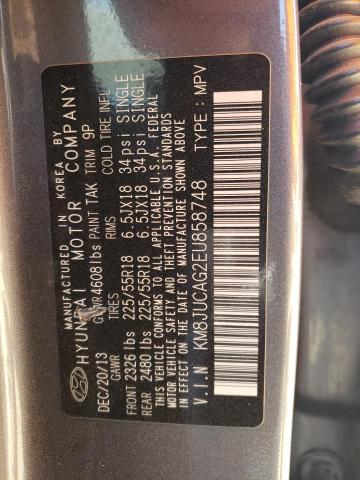 MANUFACTURED IN KOREA BY
HYUNDAI MOTOR COMPANY
DEC/20/13 GVWR4608lbs PAINT TAK TRIM 9P
GAWR TIRES RIMS COLD TIRE INFL
FRONT 2326 lbs 225/55R18 6.5JX18 34psi SINGLE
REAR 2480 lbs 225/55R18 6.5JX18 34psi SINGLE
THIS VEHICLE CONFORMS TO ALL APPLICABLE U.S. FEDERAL
MOTOR VEHICLE SAFETY AND THEFT PREVENTION STANDARDS
IN EFFECT ON THE DATE OF MANUFACTURE SHOWN ABOVE
V.I.N KM8JUCAG2EU858748 TYPE: MPV